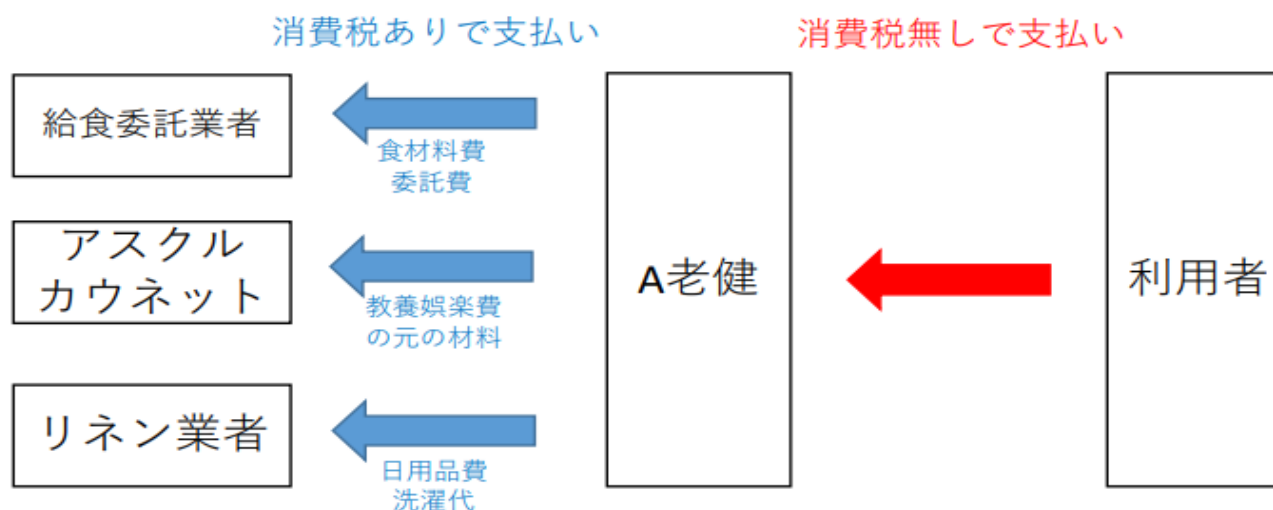 消費税ありで支払い
消費税無しで支払い
給食委託業者
食材料費
委託費
アスクル
カウネット
教養娯楽費
の元の材料
A老健
利用者
リネン業者
日用品費
洗濯代